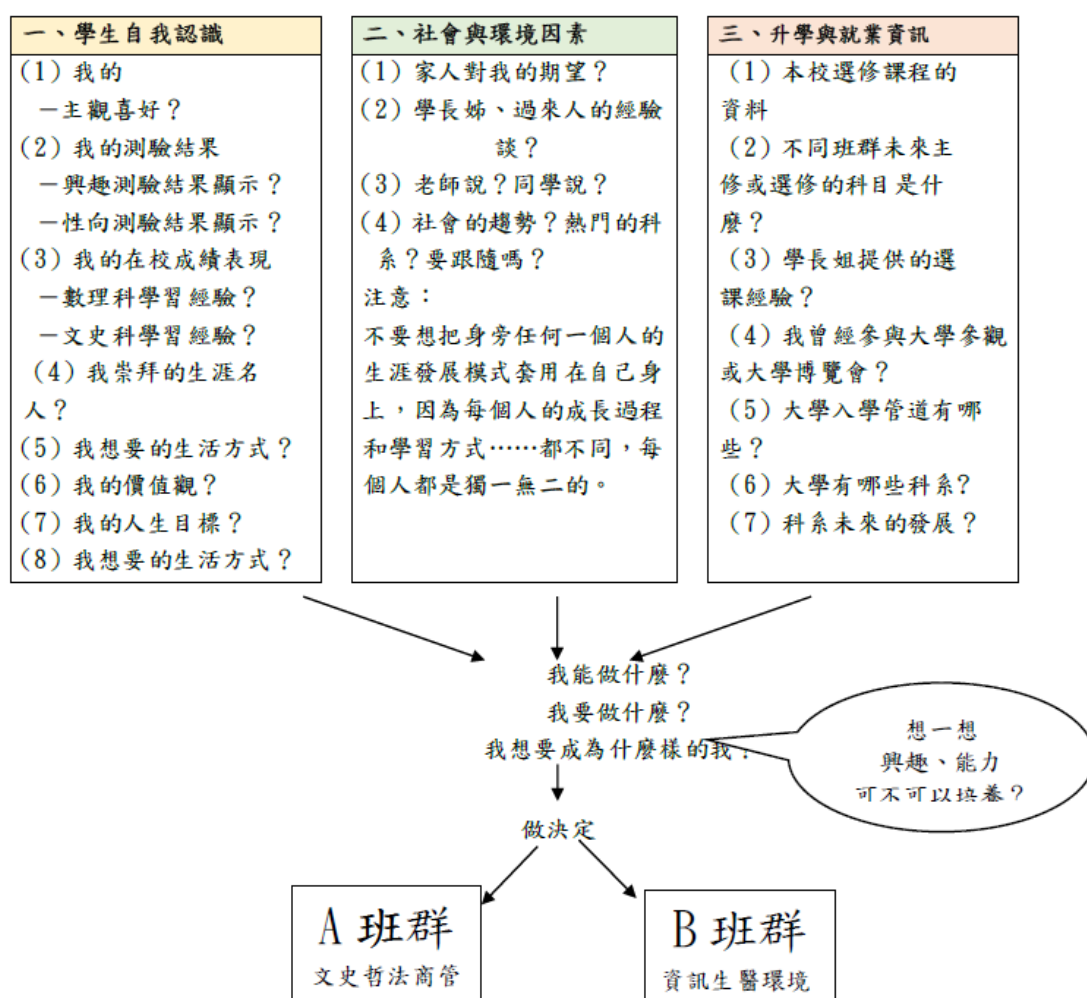 一、學生自我認識
(1) 我的
－主觀喜好？
(2) 我的測驗結果
－興趣測驗結果顯示？
－性向測驗結果顯示？
(3) 我的在校成績表現
－數理科學習經驗？
－文史科學習經驗？
(4) 我崇拜的生涯名
人？
(5) 我想要的生活方式？
(6) 我的價值觀？
(7) 我的人生目標？
(8) 我想要的生活方式？
二、社會與環境因素
(1) 家人對我的期望？
(2) 學長姊、過來人的經驗
談？
(3) 老師說？同學說？
(4) 社會的趨勢？熱門的科
系？要跟隨嗎？
注意：
不要想把身旁任何一個人的
生涯發展模式套用在自己身
上，因為每個人的成長過程
和學習方式……都不同，每
個人都是獨一無二的。
三、升學與就業資訊
(1) 本校選修課程的
資料
(2) 不同班群未來主
修或選修的科目是什
麼？
(3) 學長姐提供的選
課經驗？
(4) 我曾經參與大學參觀
或大學博覽會？
(5) 大學入學管道有哪
些？
(6) 大學有哪些科系?
(7) 科系未來的發展？
我能做什麼？
我要做什麼？
我想要成為什麼樣的我？
想一想
興趣、能力
可不可以培養？
做決定
A 班群
文史哲法商管
B 班群
資訊生醫環境